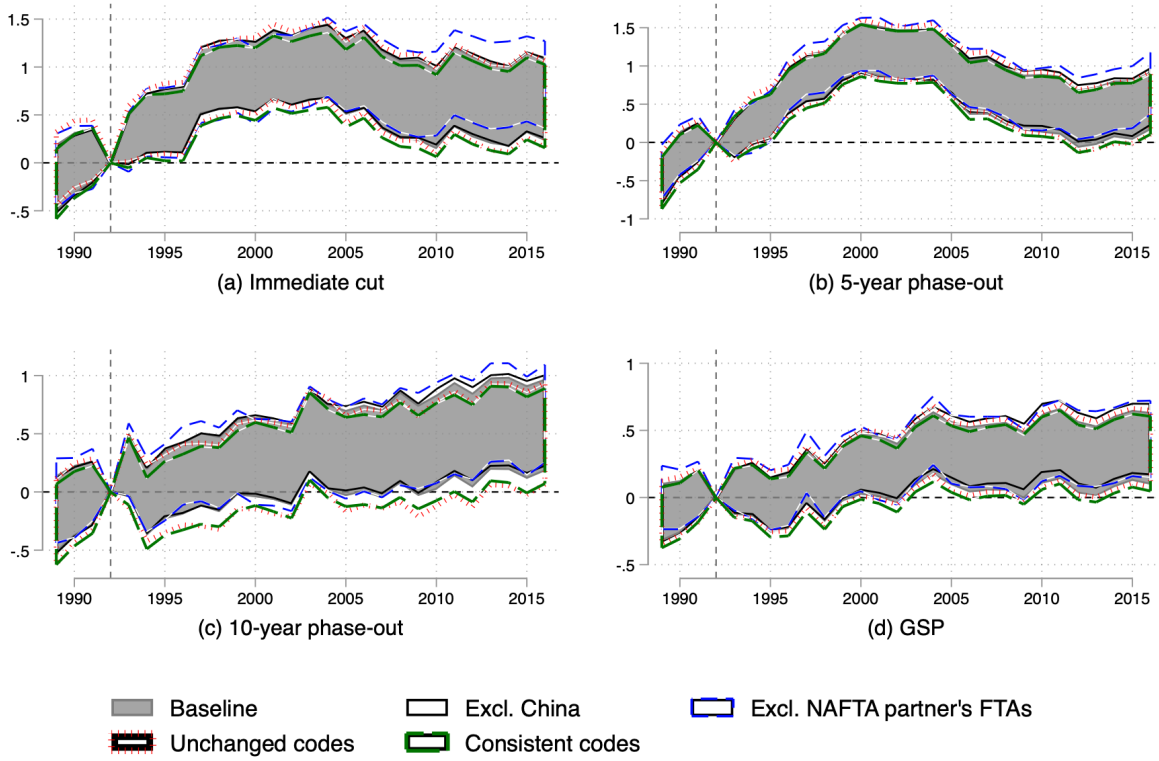 1.5
1
.5
0
-.5
1990 1995 2000 2005 2010 2015
(a) Immediate cut
1.5
1
.5
0
-.5
-1
1990 1995 2000 2005 2010 2015
(b) 5-year phase-out
1
.5
0
-.5
1990 1995 2000 2005 2010 2015
(c) 10-year phase-out
1
.5
0
-.5
1990 1995 2000 2005 2010 2015
(d) GSP
Baseline Excl. China Excl. NAFTA partner's FTAs
Unchanged codes Consistent codes